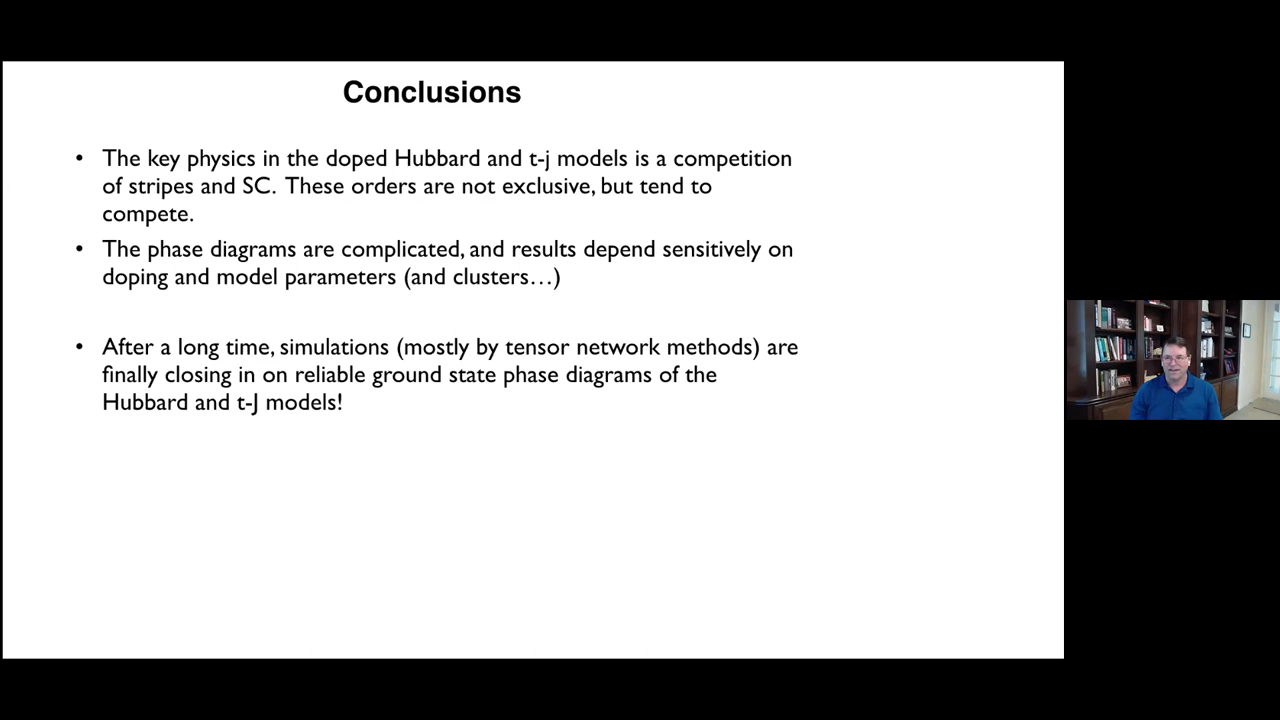 Conclusions
• The key physics in the doped Hubbard and t-j models is a competition
of stripes and SC. These orders are not exclusive, but tend to
compete.
• The phase diagrams are complicated, and results depend sensitively on
doping and model parameters (and clusters…)
• After a long time, simulations (mostly by tensor network methods) are
finally closing in on reliable ground state phase diagrams of the
Hubbard and t-J models!